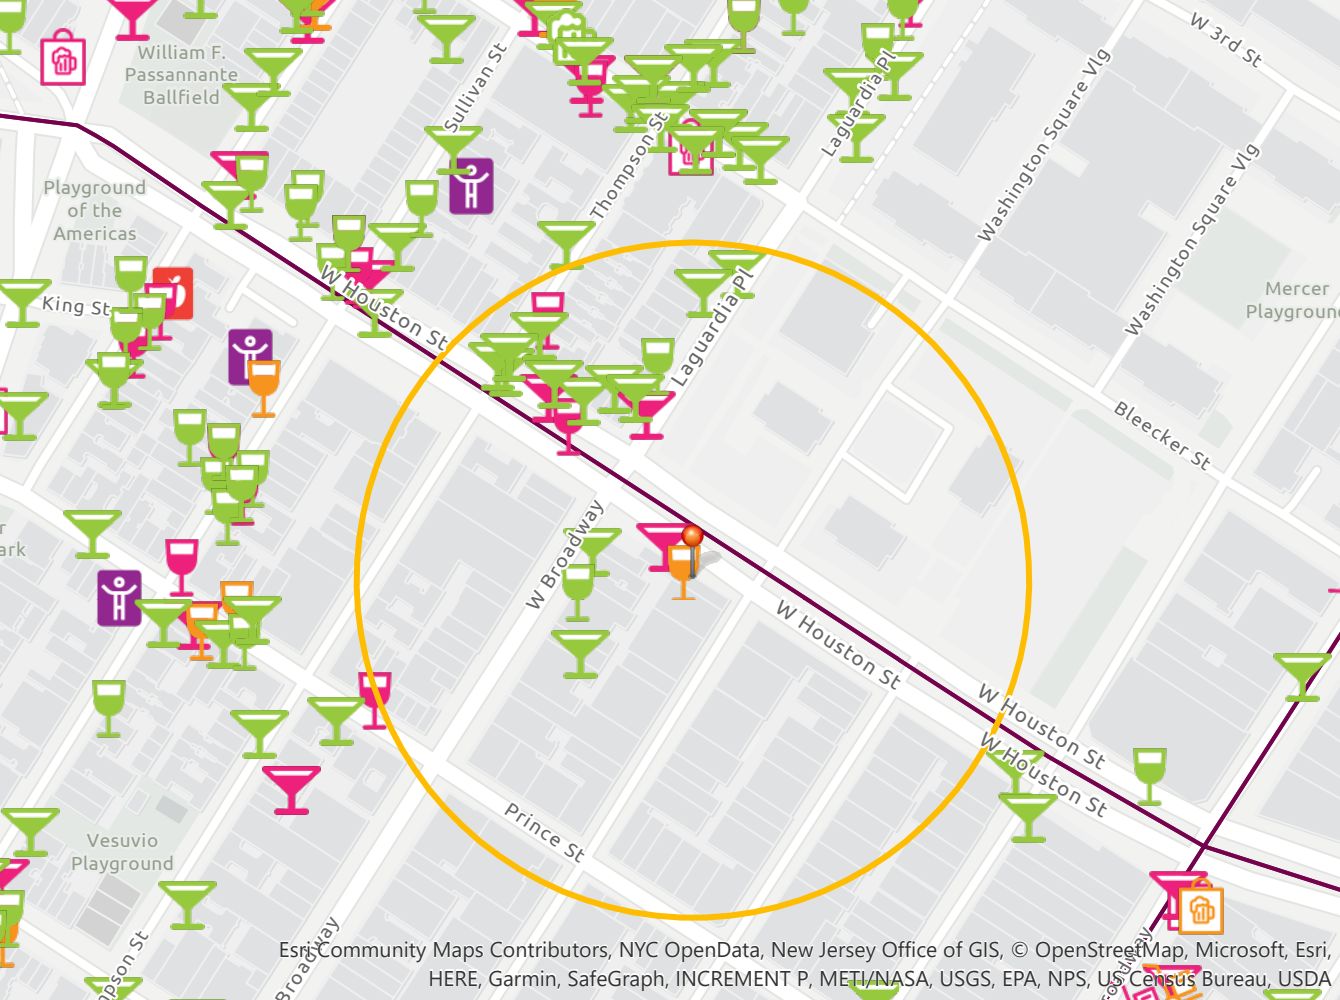 W 3rd St
William F.
Passannante
Ballfield
Sullivan St
Laguardia Pl
Washington Square Vlg
Thompson St
Washington Square Vlg
Playground
of the
Americas
King St
W Houston St
Laguardia Pl
Mercer
Playground
Bleecker St
W Broadway
W Houston St
W Houston St
W Houston St
Prince St
Vesuvio
Playground
Broadway
Esri Community Maps Contributors, NYC OpenData, New Jersey Office of GIS, © OpenStreetMap, Microsoft, Esri,
HERE, Garmin, SafeGraph, INCREMENT P, METI/NASA, USGS, EPA, NPS, US Census Bureau, USDA